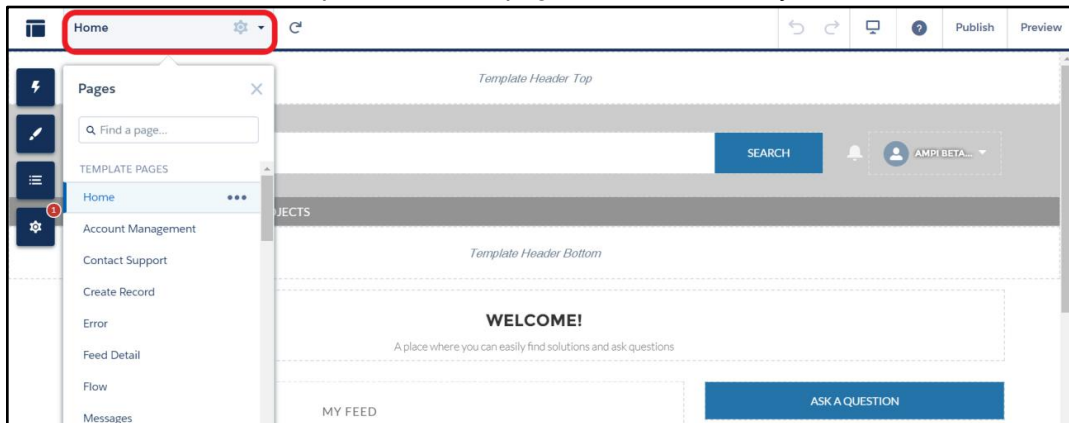 Home
Publish
Preview
Pages
Find a page...
TEMPLATE PAGES
Home
Account Management
Contact Support
Create Record
Error
Feed Detail
Flow
Messages
1
Template Header Top
SEARCH
AMPI BETA...
JECTS
Template Header Bottom
WELCOME!
A place where you can easily find solutions and ask questions
MY FEED
ASK A QUESTION